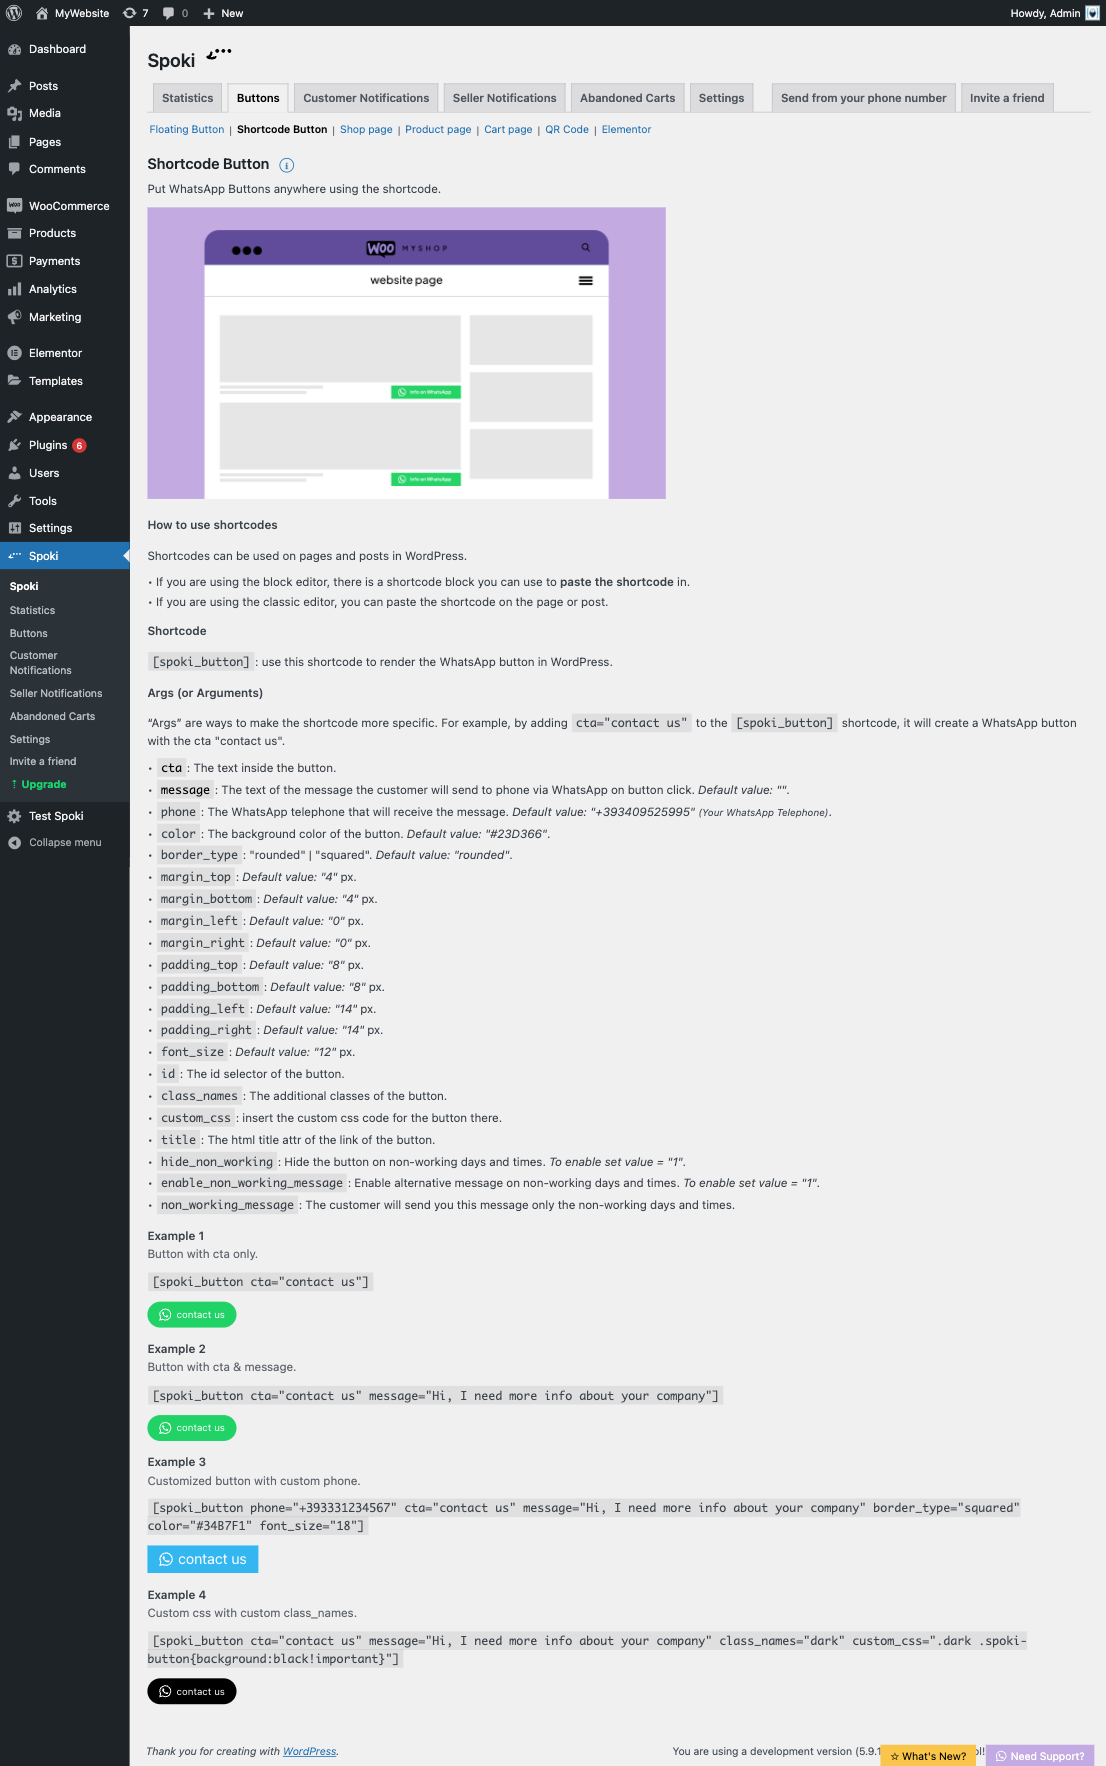 MyWebsite 7 0 New Howdy, Admin
Dashboard
Posts
Media
Pages
Comments
WooCommerce
Products
Payments
Analytics
Marketing
Elementor
Templates
Appearance
Plugins 6
Users
Tools
Settings
Spoki
Spoki
Statistics
Buttons
Customer
Notifications
Seller Notifications
Abandoned Carts
Settings
Invite a friend
↑ Upgrade
Test Spoki
Collapse menu
Spoki
Statistics Buttons Customer Notifications Seller Notifications Abandoned Carts Settings Send from your phone number Invite a friend
Floating Button | Shortcode Button | Shop page | Product page | Cart page | QR Code | Elementor
Shortcode Button
Put WhatsApp Buttons anywhere using the shortcode.
Woo MYSHOP
website page
Info on WhatsApp
Info on WhatsApp
How to use shortcodes
Shortcodes can be used on pages and posts in WordPress.
• If you are using the block editor, there is a shortcode block you can use to paste the shortcode in.
• If you are using the classic editor, you can paste the shortcode on the page or post.
Shortcode
[spoki_button] : use this shortcode to render the WhatsApp button in WordPress.
Args (or Arguments)
“Args” are ways to make the shortcode more specific. For example, by adding cta="contact us" to the [spoki_button] shortcode, it will create a WhatsApp button
with the cta "contact us".
• cta : The text inside the button.
• message : The text of the message the customer will send to phone via WhatsApp on button click. Default value: "".
• phone : The WhatsApp telephone that will receive the message. Default value: "+393409525995" (Your WhatsApp Telephone).
• color : The background color of the button. Default value: "#23D366".
• border_type : "rounded" | "squared". Default value: "rounded".
• margin_top : Default value: "4" px.
• margin_bottom : Default value: "4" px.
• margin_left : Default value: "0" px.
• margin_right : Default value: "0" px.
• padding_top : Default value: "8" px.
• padding_bottom : Default value: "8" px.
• padding_left : Default value: "14" px.
• padding_right : Default value: "14" px.
• font_size : Default value: "12" px.
• id : The id selector of the button.
• class_names : The additional classes of the button.
• custom_css : insert the custom css code for the button there.
• title : The html title attr of the link of the button.
• hide_non_working : Hide the button on non-working days and times. To enable set value = "1".
• enable_non_working_message : Enable alternative message on non-working days and times. To enable set value = "1".
• non_working_message : The customer will send you this message only the non-working days and times.
Example 1
Button with cta only.
[spoki_button cta="contact us"]
contact us
Example 2
Button with cta & message.
[spoki_button cta="contact us" message="Hi, I need more info about your company"]
contact us
Example 3
Customized button with custom phone.
[spoki_button phone="+393331234567" cta="contact us" message="Hi, I need more info about your company" border_type="squared"
color="#34B7F1" font_size="18"]
contact us
Example 4
Custom css with custom class_names.
[spoki_button cta="contact us" message="Hi, I need more info about your company" class_names="dark" custom_css=".dark .spoki-
button{background:black!important}"]
contact us
Thank you for creating with WordPress. You are using a development version (5.9.1
☆ What's New? Need Support?